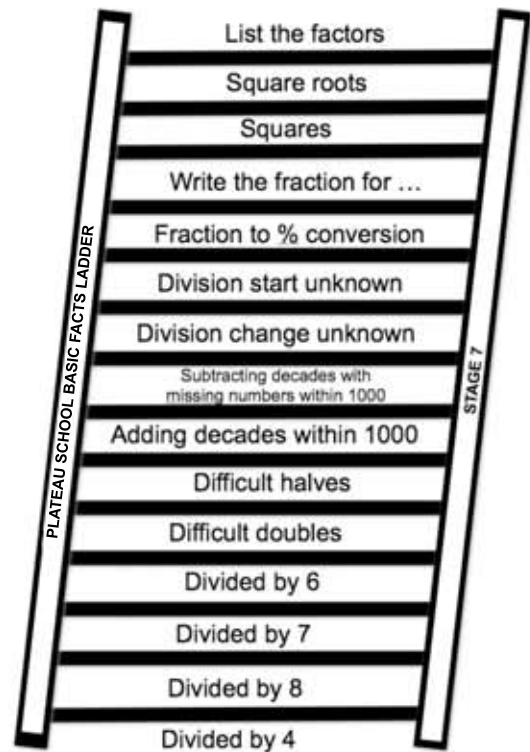 List the factors
Square roots
Squares
Write the fraction for ...
Fraction to % conversion
Division start unknown
Division change unknown
Subtracting decades with
missing numbers within 1000
Adding decades within 1000
Difficult halves
Difficult doubles
Divided by 6
Divided by 7
Divided by 8
Divided by 4
PLATEAU SCHOOL BASIC FACTS LADDER
STAGE 7